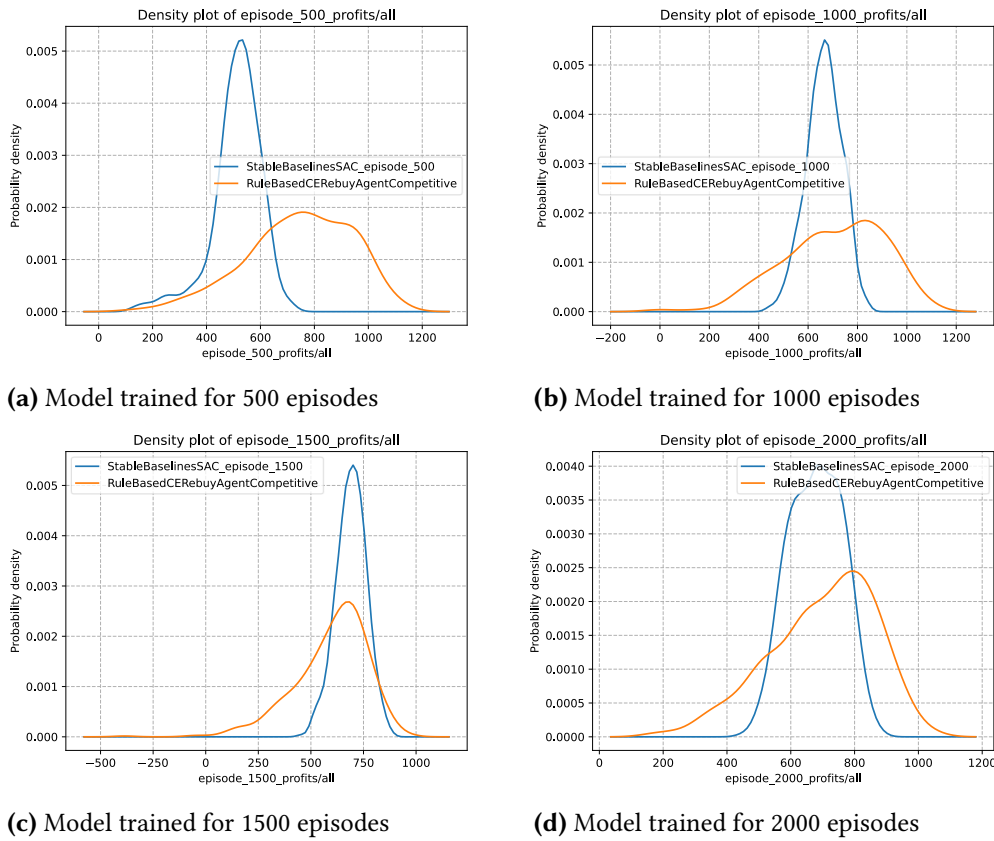 Density plot of episode_500_profits/all
0.005
0.004
0.003
0.002
0.001
0.000
Probability density
StableBaselinesSAC_episode_500
RuleBasedCERebuyAgentCompetitive
0 200 400 600 800 1000 1200
episode_500_profits/all
(a) Model trained for 500 episodes
Density plot of episode_1000_profits/all
0.005
0.004
0.003
0.002
0.001
0.000
Probability density
StableBaselinesSAC_episode_1000
RuleBasedCERebuyAgentCompetitive
−200 0 200 400 600 800 1000 1200
episode_1000_profits/all
(b) Model trained for 1000 episodes
Density plot of episode_1500_profits/all
0.005
0.004
0.003
0.002
0.001
0.000
Probability density
StableBaselinesSAC_episode_1500
RuleBasedCERebuyAgentCompetitive
−500 −250 0 250 500 750 1000
episode_1500_profits/all
(c) Model trained for 1500 episodes
Density plot of episode_2000_profits/all
0.0040
0.0035
0.0030
0.0025
0.0020
0.0015
0.0010
0.0005
0.0000
Probability density
StableBaselinesSAC_episode_2000
RuleBasedCERebuyAgentCompetitive
0 200 400 600 800 1000 1200
episode_2000_profits/all
(d) Model trained for 2000 episodes